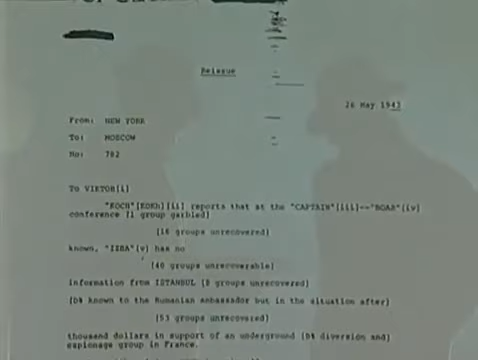 Reissue
26 May 1943
From: NEW YORK
To: MOSCOW
No: 782
To VIKTOR[i]
"KOCH"[KOKh][ii] reports that at the "CAPTAIN"[iii]--"BOAR"[iv]
conference [1 group garbled]
[16 groups unrecovered]
known, "IZRA"[v] has no
[40 groups unrecoverable]
information from ISTANBUL [8 groups unrecovered]
[D% known to the Rumanian ambassador but in the situation after]
[53 groups unrecovered]
thousand dollars in support of an underground [D% diversion and]
espionage group in France.